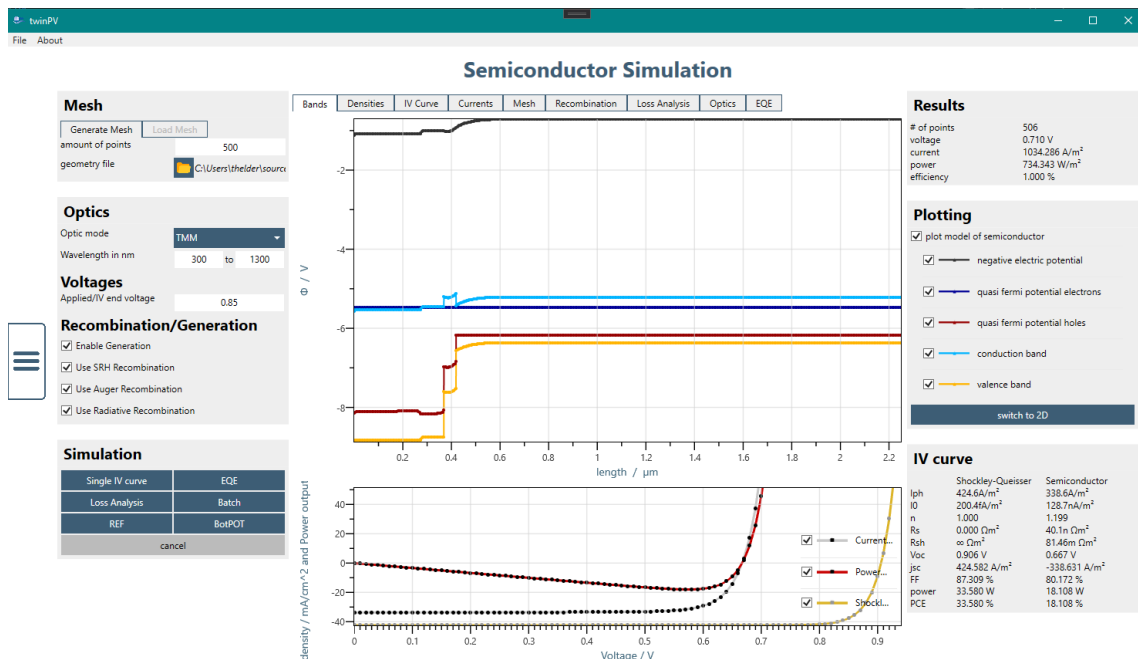 twinPV
File About
Semiconductor Simulation
Mesh
Generate Mesh Load Mesh
amount of points 500
geometry file C:\Users\thelder\source
Optics
Optic mode TMM
Wavelength in nm 300 to 1300
Voltages
Applied/IV end voltage 0.85
Recombination/Generation
Enable Generation
Use SRH Recombination
Use Auger Recombination
Use Radiative Recombination
Simulation
Single IV curve EQE
Loss Analysis Batch
REF BotPOT
cancel
Bands Densities IV Curve Currents Mesh Recombination Loss Analysis Optics EQE
-2
-4
-6
-8
Φ / V
0.2 0.4 0.6 0.8 1.0 1.2 1.4 1.6 1.8 2.0 2.2
length / μm
density / mA/cm^2 and Power output
40
20
0
-20
-40
Current...
Power...
Shockl...
0 0.1 0.2 0.3 0.4 0.5 0.6 0.7 0.8 0.9
Voltage / V
Results
# of points 506
voltage 0.710 V
current 1034.286 A/m²
power 734.343 W/m²
efficiency 1.000 %
Plotting
plot model of semiconductor
negative electric potential
quasi fermi potential electrons
quasi fermi potential holes
conduction band
valence band
switch to 2D
IV curve
Shockley-Queisser Semiconductor
Iph 424.6A/m² 338.6A/m²
I0 200.4fA/m² 128.7nA/m²
n 1.000 1.199
Rs 0.000 Ωm² 40.1n Ωm²
Rsh ∞ Ωm² 81.46m Ωm²
Voc 0.906 V 0.667 V
jsc 424.582 A/m² -338.631 A/m²
FF 87.309 % 80.172 %
power 33.580 W 18.108 W
PCE 33.580 % 18.108 %